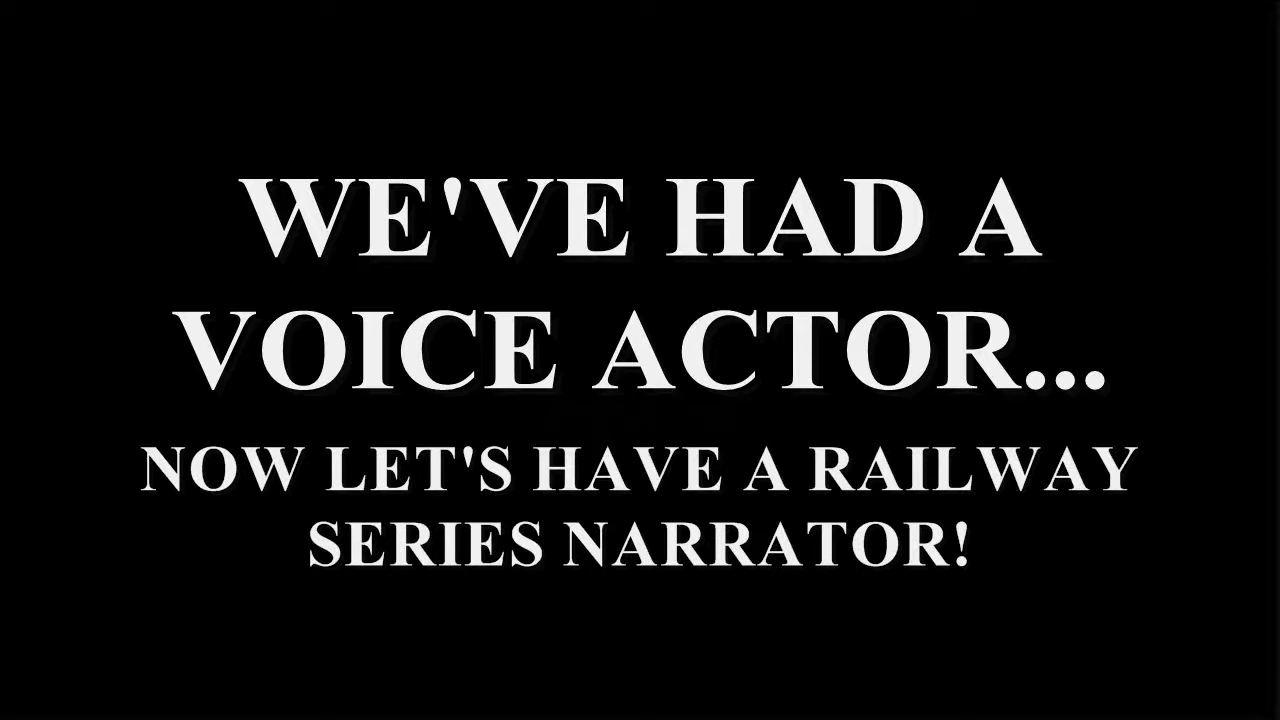 WE'VE HAD A
VOICE ACTOR...
NOW LET'S HAVE A RAILWAY
SERIES NARRATOR!